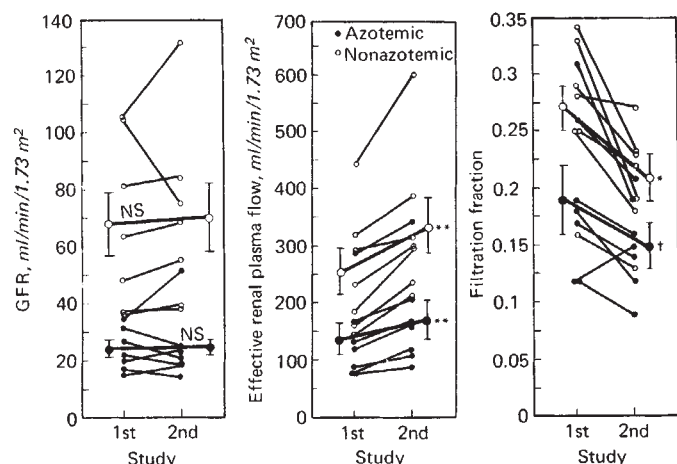 GFR, ml/min/1.73 m²
140
120
100
80
60
40
20
0
NS
NS
1st 2nd
Study
Effective renal plasma flow, ml/min/1.73 m²
700
600
500
400
300
200
100
0
Azotemic
Nonazotemic
**
**
1st 2nd
Study
Filtration fraction
0.35
0.3
0.25
0.2
0.15
0.1
0.05
0
*
†
1st 2nd
Study